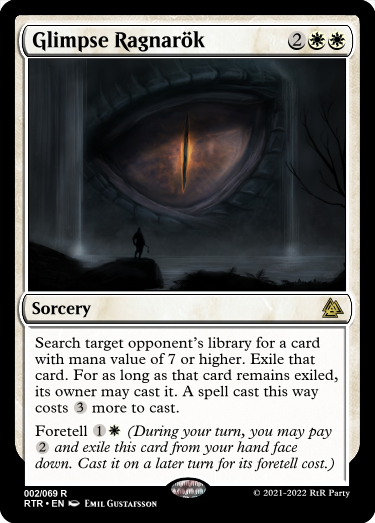 Glimpse Ragnarök 2
Sorcery
Search target opponent's library for a card
with mana value of 7 or higher. Exile that
card. For as long as that card remains exiled,
its owner may cast it. A spell cast this way
costs 3 more to cast.
Foretell 1 (During your turn, you may pay
2 and exile this card from your hand face
down. Cast it on a later turn for its foretell cost.)
002/069 R
RTR • EN Emil Gustafsson
© 2021-2022 RtR Party